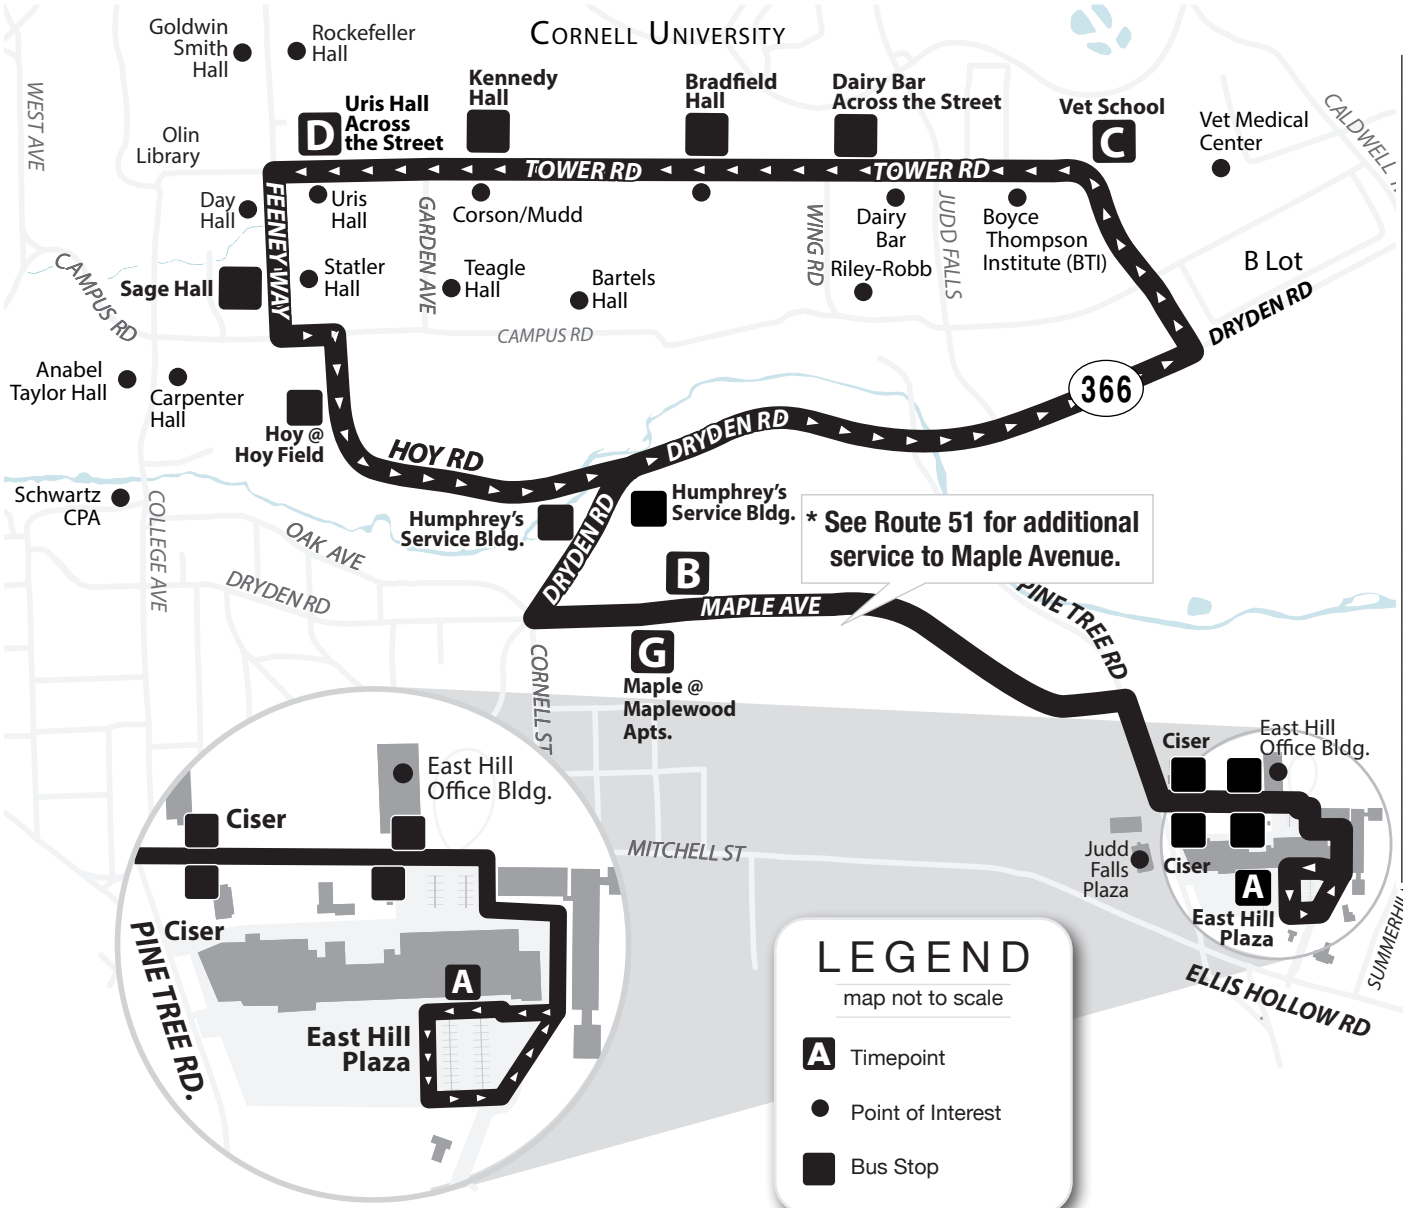 CORNELL UNIVERSITY
Goldwin
Smith
Hall
Rockefeller
Hall
WEST AVE
Olin
Library
D
Uris Hall
Across
the Street
Kennedy
Hall
Bradfield
Hall
Dairy Bar
Across the Street
Vet School
C
Vet Medical
Center
TOWER RD
TOWER RD
Day
Hall
FEENEY WAY
Uris
Hall
GARDEN AVE
Corson/Mudd
WING RD
Dairy
Bar
JUDD FALLS
Boyce
Thompson
Institute (BTI)
B Lot
CAMPUS RD
Sage Hall
Statler
Hall
Teagle
Hall
Bartels
Hall
Riley-Robb
DRYDEN RD
CAMPUS RD
Anabel
Taylor Hall
Carpenter
Hall
366
Hoy @
Hoy Field
HOY RD
DRYDEN RD
Schwartz
CPA
COLLEGE AVE
OAK AVE
DRYDEN RD
Humphrey's
Service Bldg.
DRYDEN RD
Humphrey's
Service Bldg.
* See Route 51 for additional
service to Maple Avenue.
B
MAPLE AVE
PINE TREE RD
G
Maple @
Maplewood
Apts.
CORNELL ST
MITCHELL ST
Ciser
East Hill
Office Bldg.
Judd
Falls
Plaza
Ciser
A
East Hill
Plaza
ELLIS HOLLOW RD
East Hill
Office Bldg.
Ciser
Ciser
PINE TREE RD.
A
East Hill
Plaza
LEGEND
map not to scale
A Timepoint
Point of Interest
Bus Stop